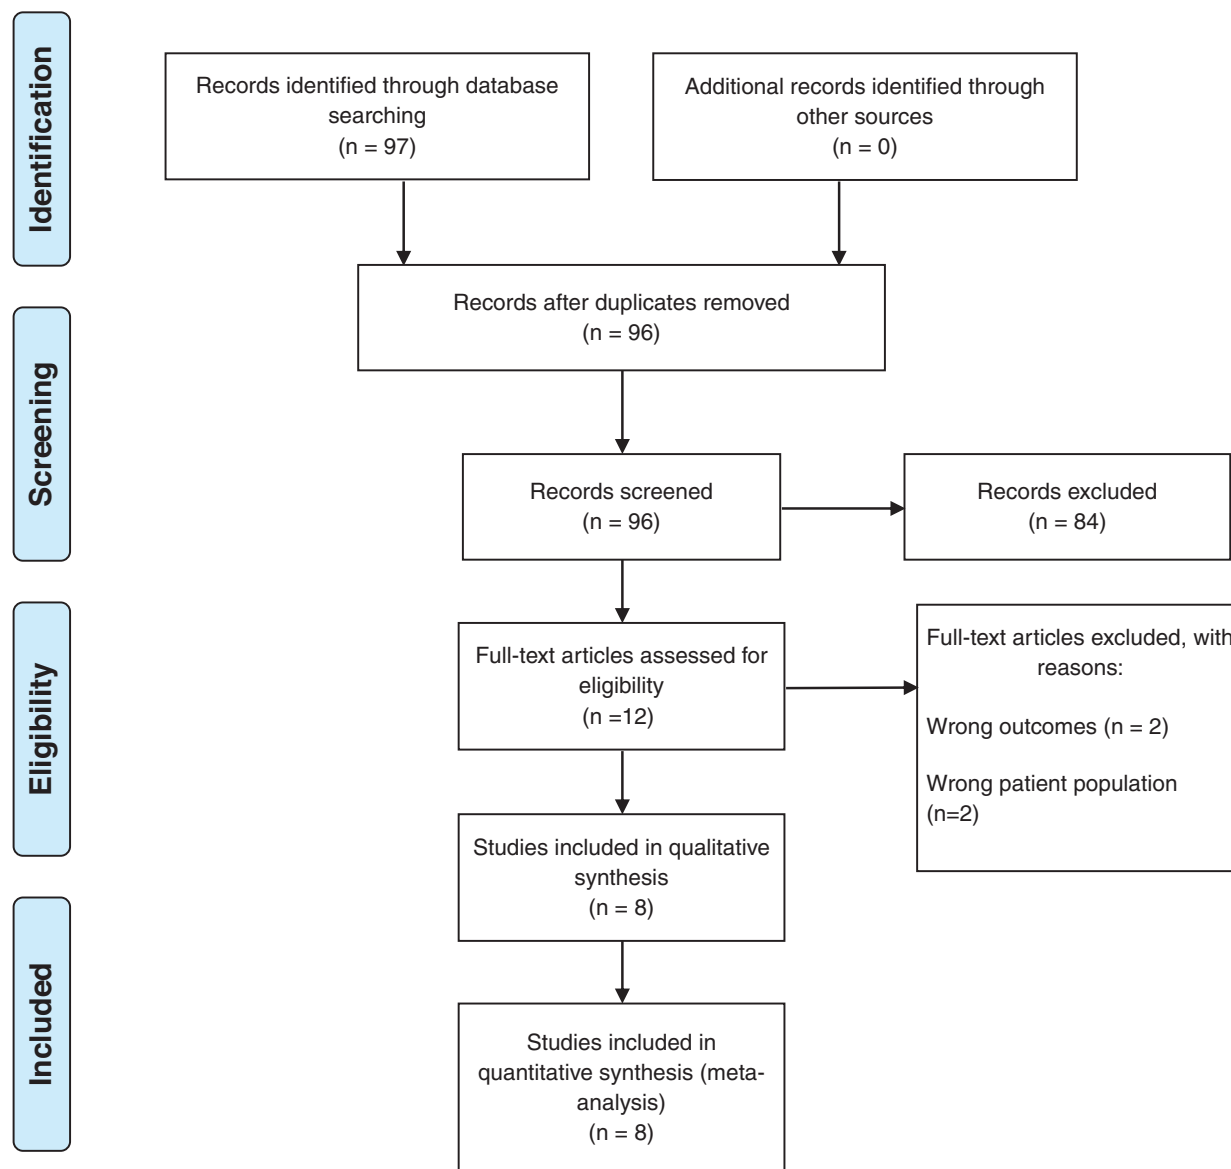 Identification
Records identified through database
searching
(n = 97)
Additional records identified through
other sources
(n = 0)
Records after duplicates removed
(n = 96)
Screening
Records screened
(n = 96)
Records excluded
(n = 84)
Eligibility
Full-text articles assessed for
eligibility
(n =12)
Full-text articles excluded, with
reasons:
Wrong outcomes (n = 2)
Wrong patient population
(n=2)
Studies included in qualitative
synthesis
(n = 8)
Included
Studies included in
quantitative synthesis (meta-
analysis)
(n = 8)